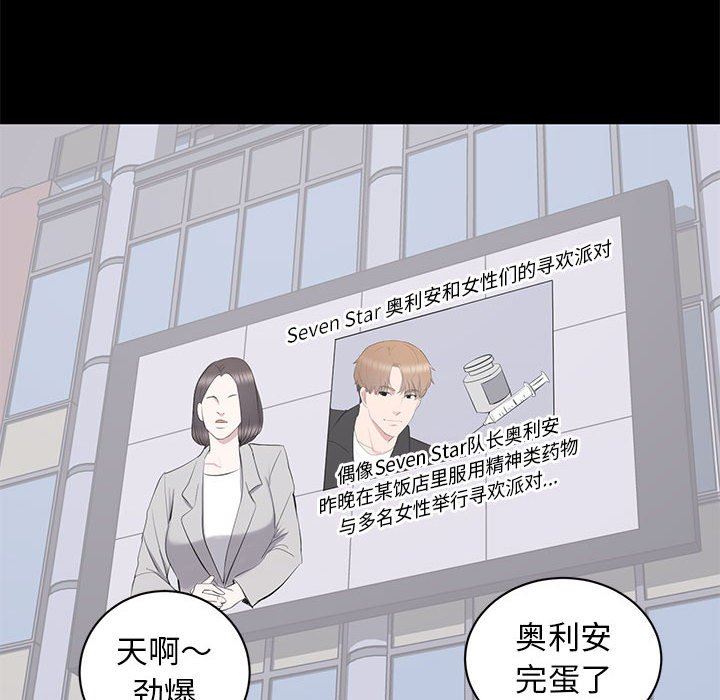 Seven Star 奥利安和女性们的寻欢派对
偶像Seven Star队长奥利安
昨晚在某饭店里服用精神类药物
与多名女性举行寻欢派对...
天啊～
劲爆
奥利安
完蛋了